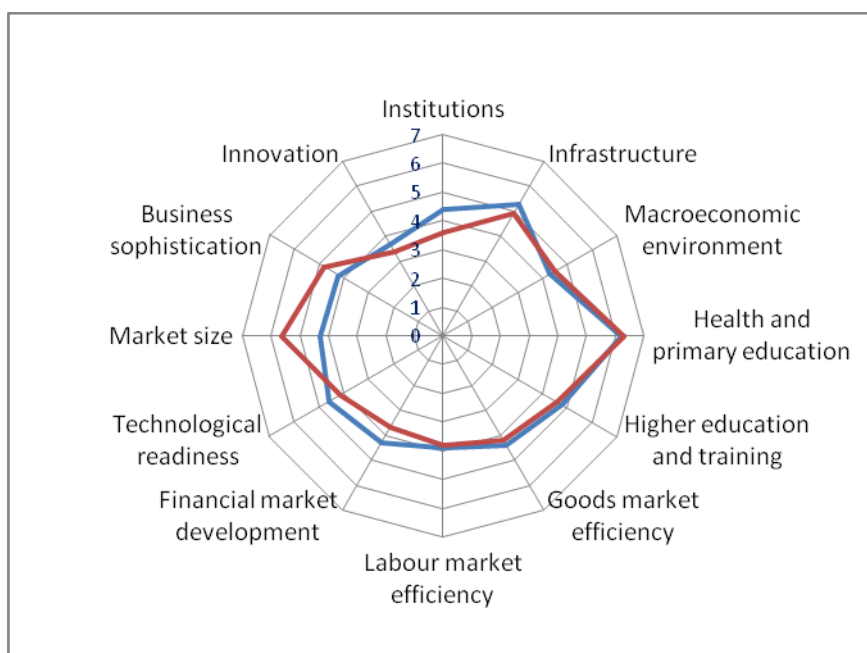 Institutions
Infrastructure
Macroeconomic
environment
Health and
primary education
Higher education
and training
Goods market
efficiency
Labour market
efficiency
Financial market
development
Technological
readiness
Market size
Business
sophistication
Innovation
7
6
5
4
3
2
1
0